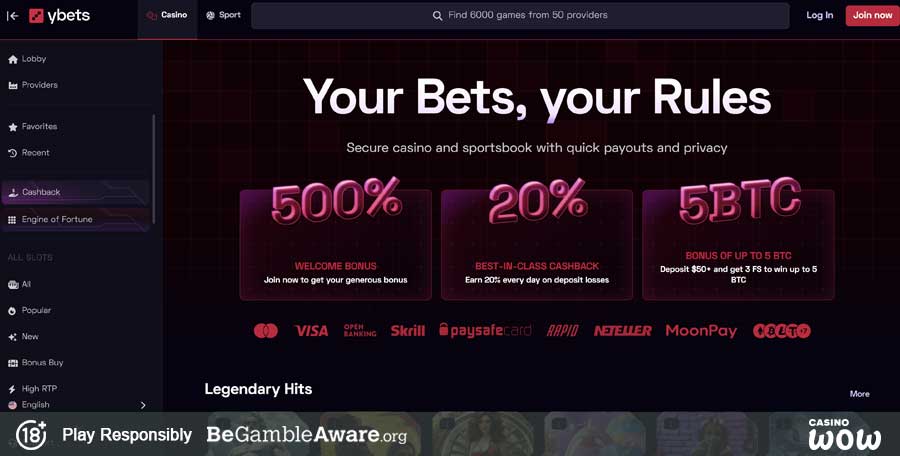 ybets
Casino
Sport
Find 6000 games from 50 providers
Log In
Join now
Lobby
Providers
Favorites
Recent
Cashback
Engine of Fortune
ALL SLOTS
All
Popular
New
Bonus Buy
High RTP
English
Your Bets, your Rules
Secure casino and sportsbook with quick payouts and privacy
500%
WELCOME BONUS
Join now to get your generous bonus
20%
BEST-IN-CLASS CASHBACK
Earn 20% every day on deposit losses
5BTC
BONUS OF UP TO 5 BTC
Deposit $50+ and get 3 FS to win up to 5
BTC
VISA
OPEN
BANKING
Skrill
paysafecard
RAPID
NETELLER
MoonPay
Legendary Hits
More
18+
Play Responsibly
BeGambleAware.org
CASINO
WOW